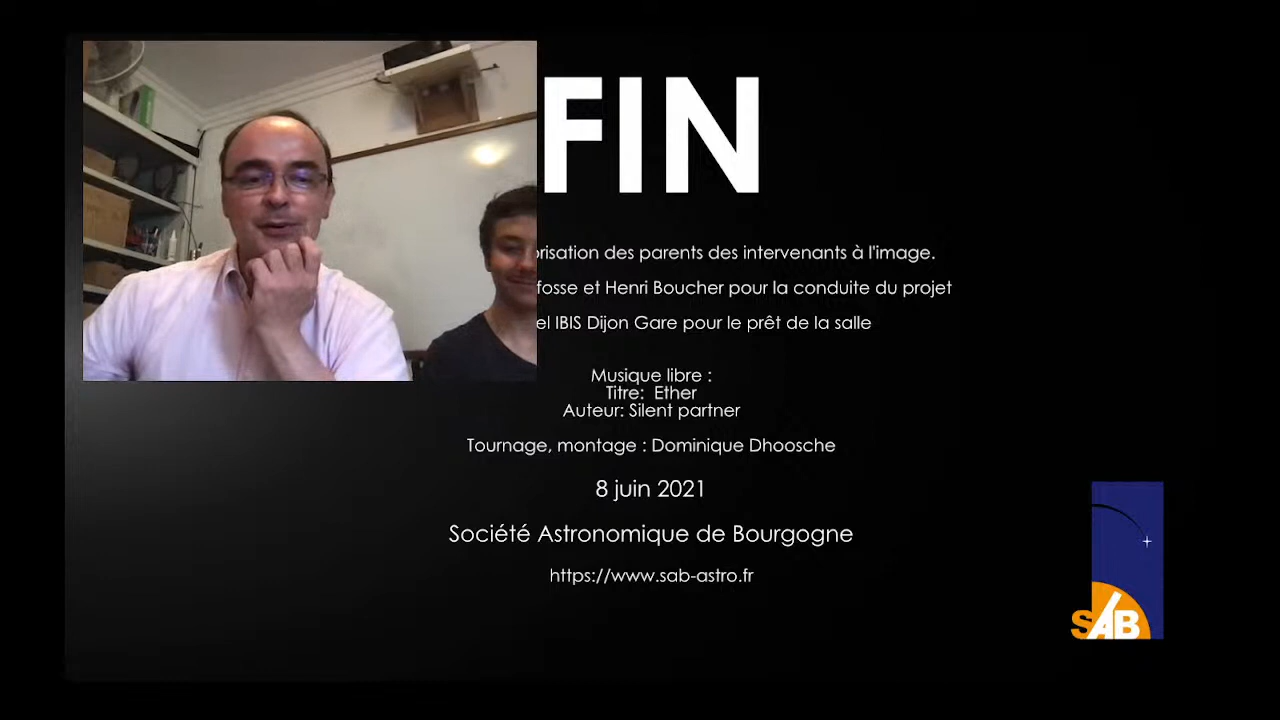 FIN
orisation des parents des intervenants à l'image.
fosse et Henri Boucher pour la conduite du projet
el IBIS Dijon Gare pour le prêt de la salle
Musique libre :
Titre: Ether
Auteur: Silent partner
Tournage, montage : Dominique Dhoosche
8 juin 2021
Société Astronomique de Bourgogne
https://www.sab-astro.fr
SAB